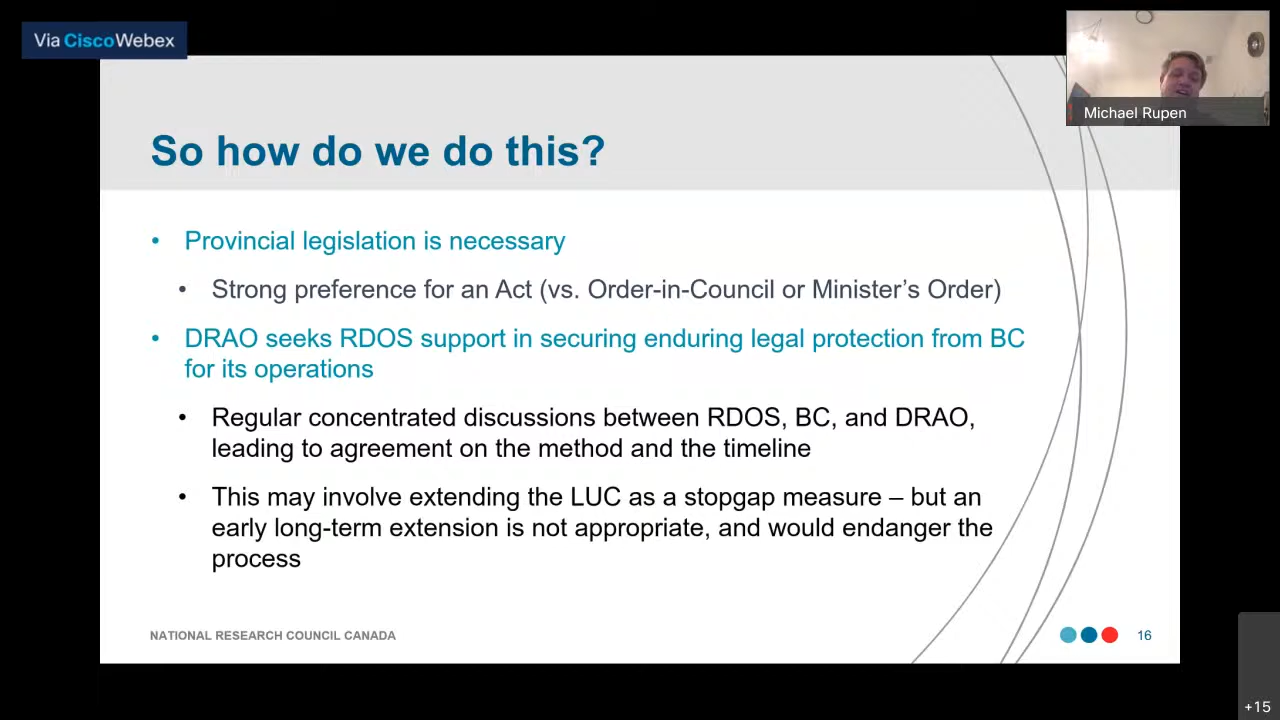 Via CiscoWebex
Michael Rupen
So how do we do this?
• Provincial legislation is necessary
• Strong preference for an Act (vs. Order-in-Council or Minister’s Order)
• DRAO seeks RDOS support in securing enduring legal protection from BC
for its operations
• Regular concentrated discussions between RDOS, BC, and DRAO,
leading to agreement on the method and the timeline
• This may involve extending the LUC as a stopgap measure – but an
early long-term extension is not appropriate, and would endanger the
process
NATIONAL RESEARCH COUNCIL CANADA
16
+15